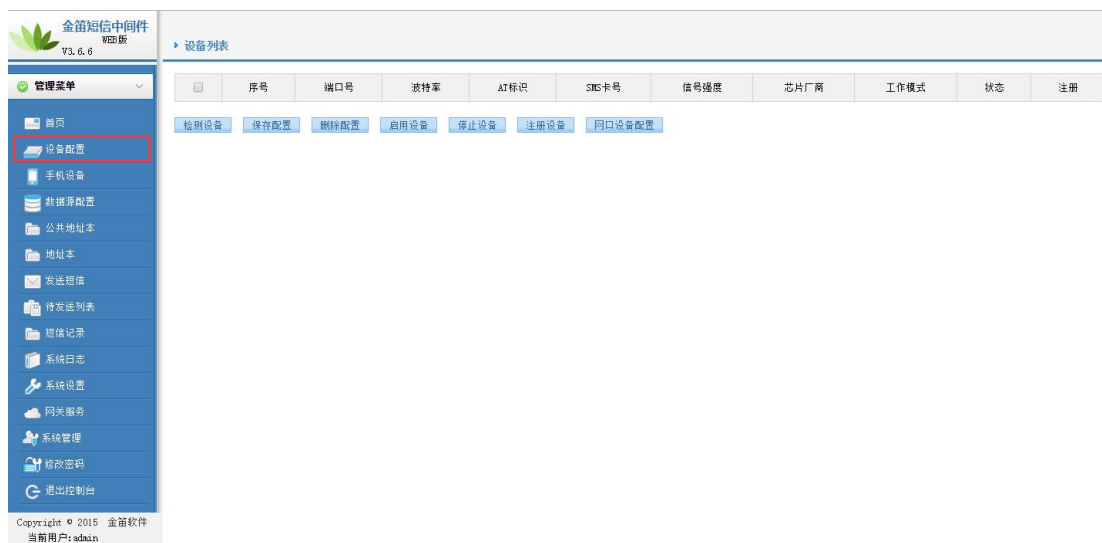 金笛短信中间件
WEB版
V3.6.6
设备列表
管理菜单
序号 端口号 波特率 AT标识 SMS卡号 信号强度 芯片厂商 工作模式 状态 注册
首页
检测设备 保存配置 删除配置 启用设备 停止设备 注册设备 网口设备配置
设备配置
手机设备
数据源配置
公共地址本
地址本
发送短信
待发送列表
短信记录
系统日志
系统设置
网关服务
系统管理
修改密码
退出控制台
Copyright © 2015 金笛软件
当前用户:admin